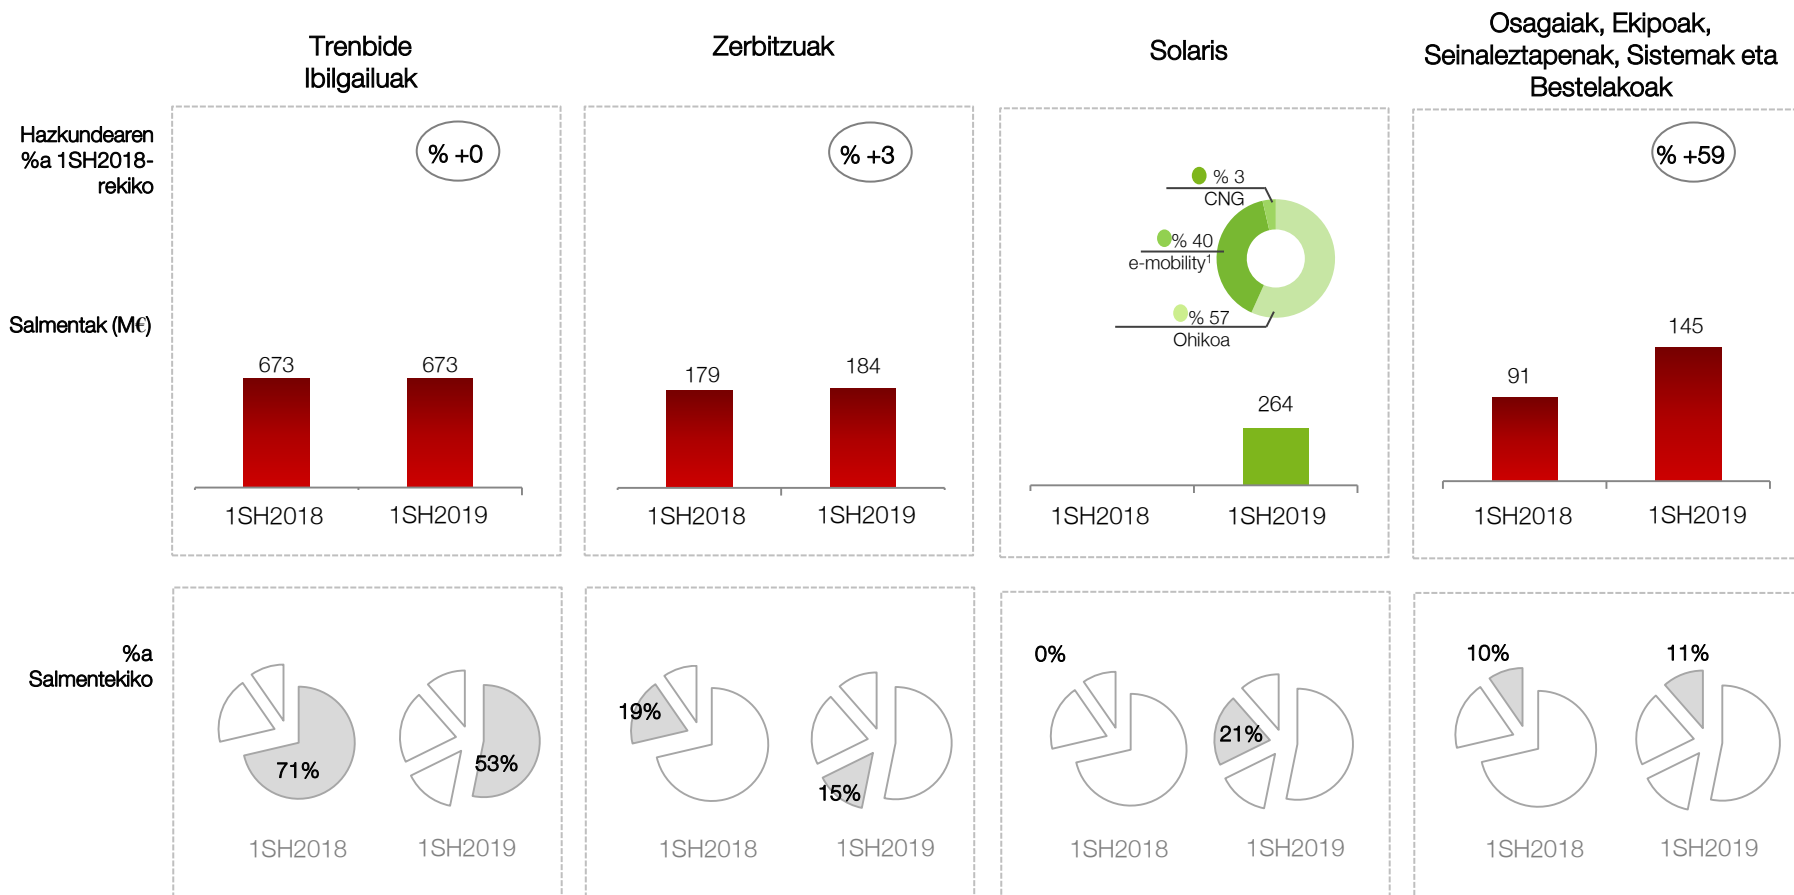 Trenbide
Ibilgailuak
Zerbitzuak
Solaris
Osagaiak, Ekipoak,
Seinaleztapenak, Sistemak eta
Bestelakoak
Hazkundearen
%a 1SH2018-
rekiko
% +0
% +3
% +59
% 3
CNG
% 40
e-mobility¹
% 57
Ohikoa
Salmentak (M€)
673
673
179
184
264
91
145
1SH2018
1SH2019
1SH2018
1SH2019
1SH2018
1SH2019
1SH2018
1SH2019
%a
Salmentekiko
71%
53%
19%
15%
0%
21%
10%
11%
1SH2018
1SH2019
1SH2018
1SH2019
1SH2018
1SH2019
1SH2018
1SH2019